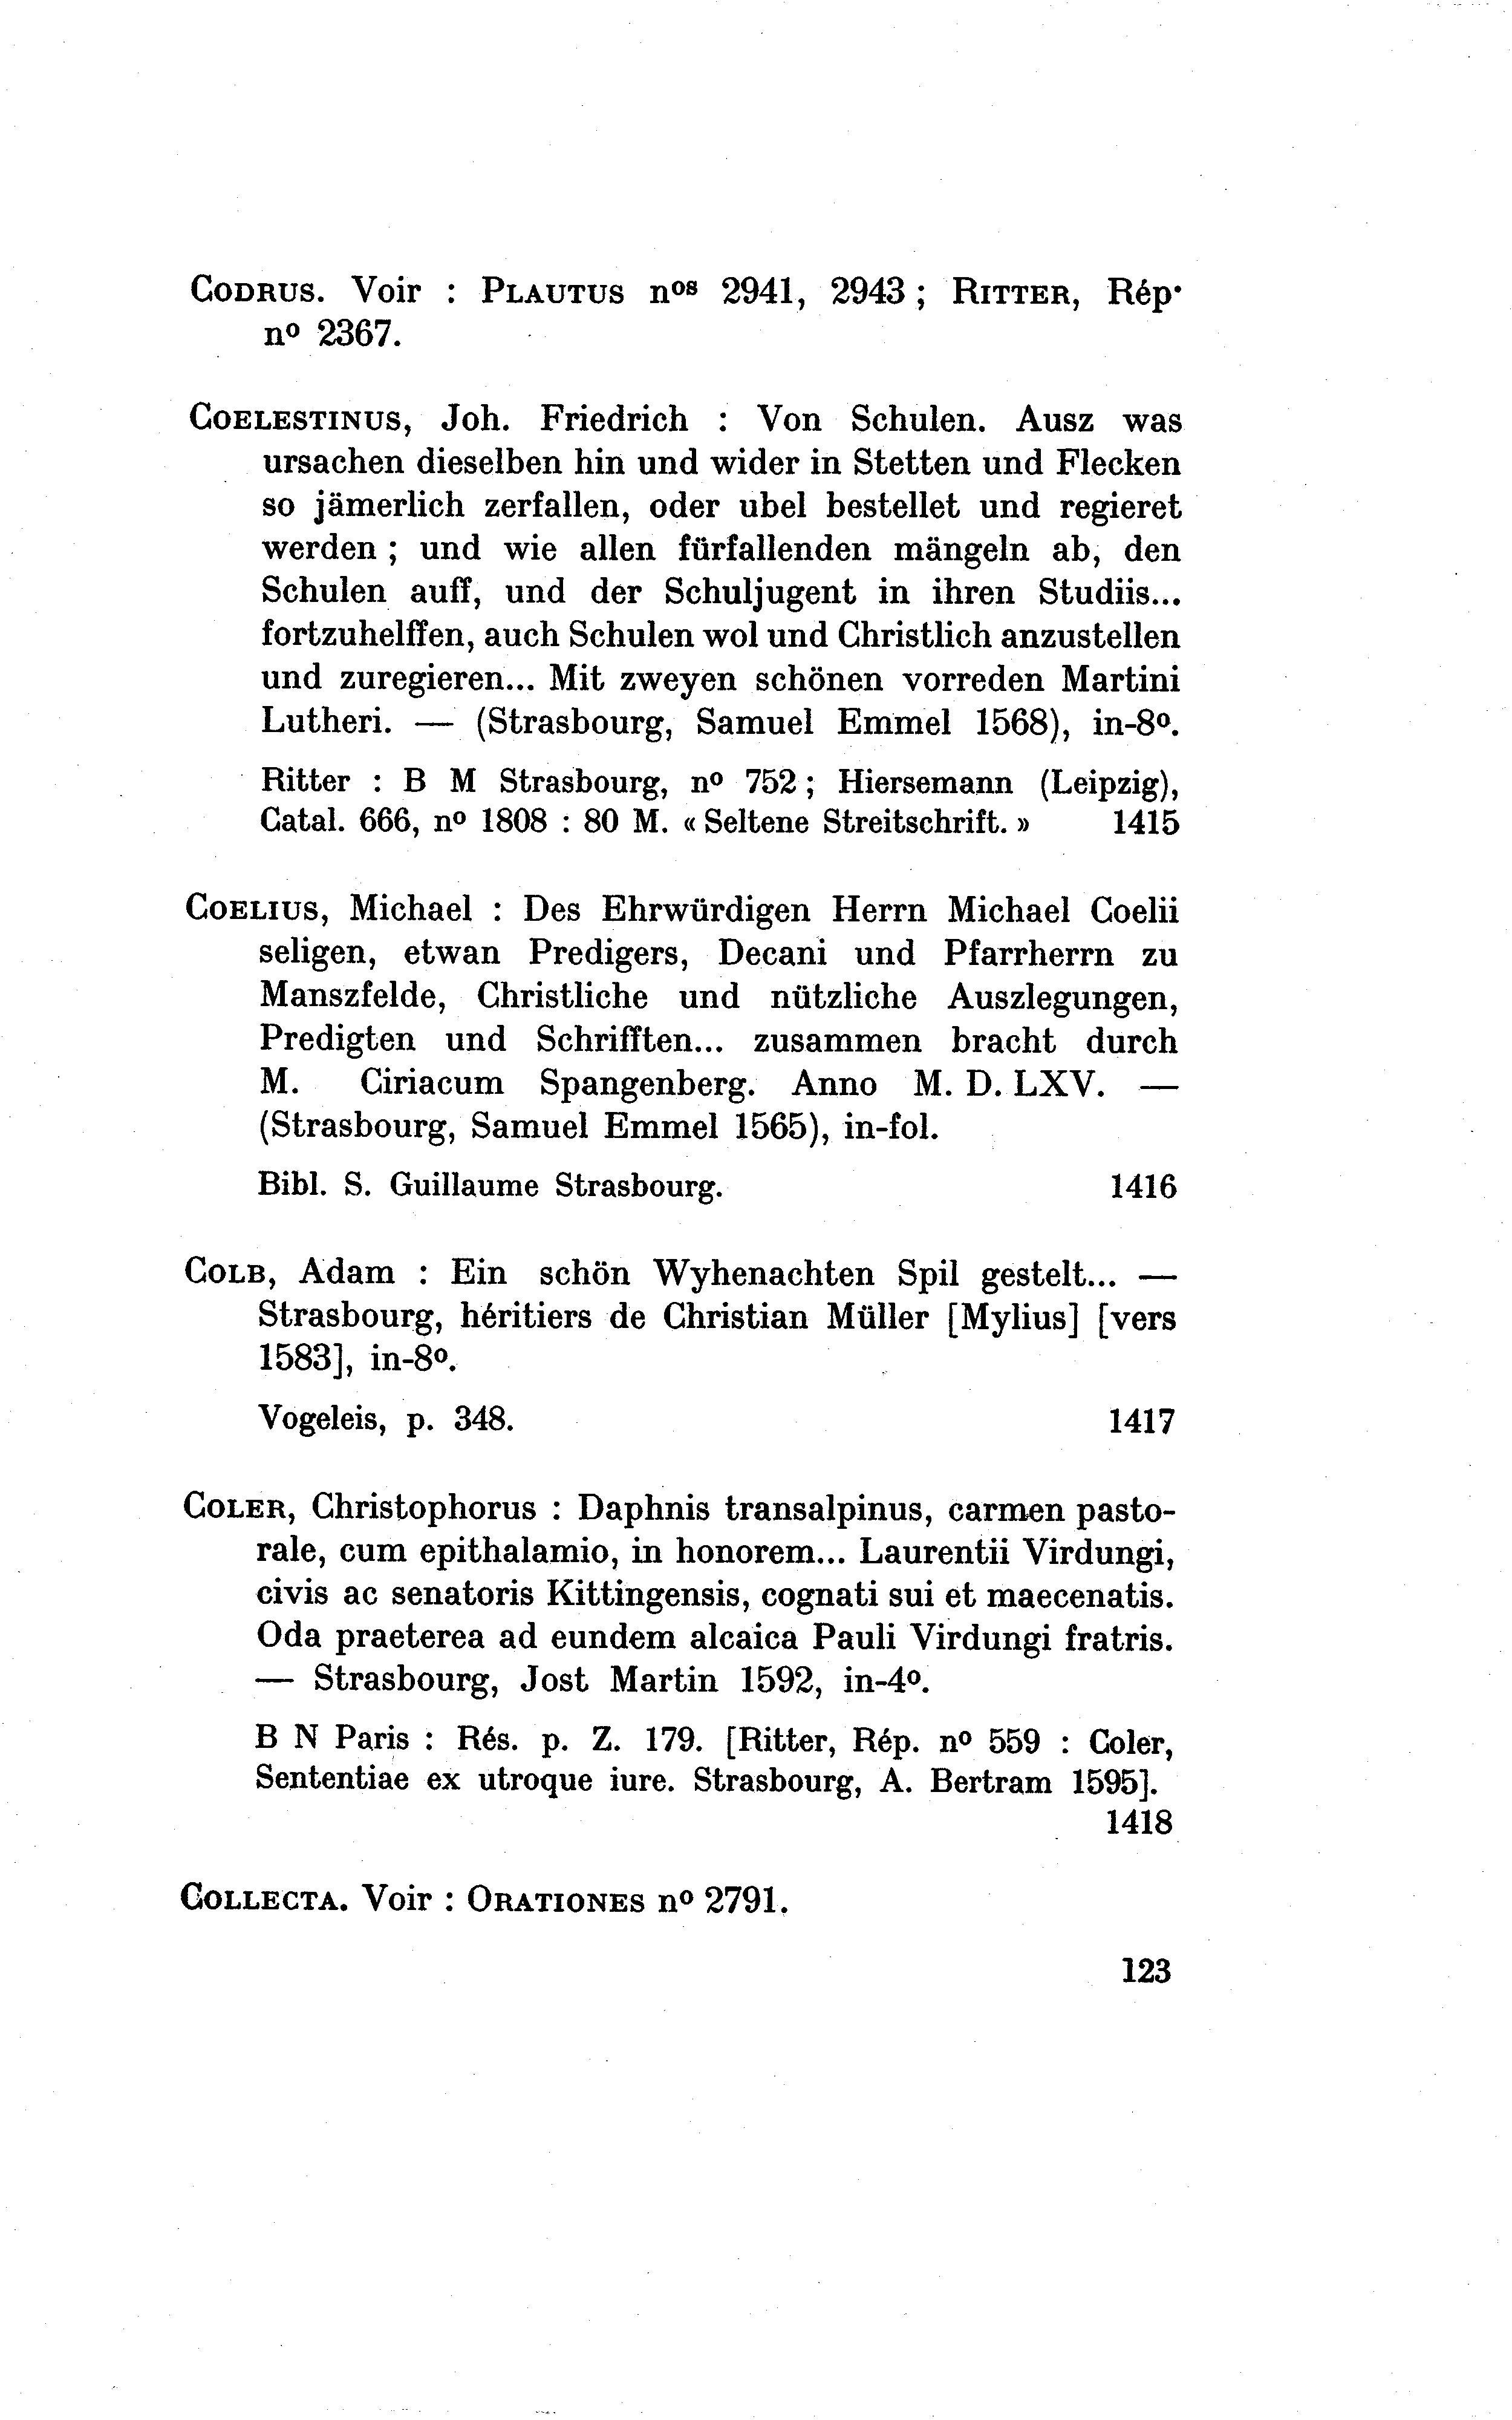 CODRUS. Voir : PLAUTUS nos 2941, 2943 ; RITTER, Rép·
no 2367.
COELESTINUS, Joh. Friedrich : Von Schulen. Ausz was
ursachen dieselben hin und wider in Stetten und Flecken
so jämerlich zerfallen, oder ubel bestellet und regieret
werden ; und wie allen fürfallenden mängeln ab, den
Schulen auff, und der Schuljugent in ihren Studiis...
fortzuhelffen, auch Schulen wol und Christlich anzustellen
und zuregieren... Mit zweyen schönen vorreden Martini
Lutheri. — (Strasbourg, Samuel Emmel 1568), in-8o.
Ritter : B M Strasbourg, no 752 ; Hiersemann (Leipzig),
Catal. 666, no 1808 : 80 M. « Seltene Streitschrift. » 1415
COELIUS, Michael : Des Ehrwürdigen Herrn Michael Coelii
seligen, etwan Predigers, Decani und Pfarrherrn zu
Manszfelde, Christliche und nützliche Auszlegungen,
Predigten und Schrifften... zusammen bracht durch
M. Ciriacum Spangenberg. Anno M. D. LXV. —
(Strasbourg, Samuel Emmel 1565), in-fol.
Bibl. S. Guillaume Strasbourg. 1416
COLB, Adam : Ein schön Wyhenachten Spil gestelt... —
Strasbourg, héritiers de Christian Müller [Mylius] [vers
1583], in-8o.
Vogeleis, p. 348. 1417
COLER, Christophorus : Daphnis transalpinus, carmen pasto-
rale, cum epithalamio, in honorem... Laurentii Virdungi,
civis ac senatoris Kittingensis, cognati sui et maecenatis.
Oda praeterea ad eundem alcaica Pauli Virdungi fratris.
— Strasbourg, Jost Martin 1592, in-4o.
B N Paris : Rés. p. Z. 179. [Ritter, Rép. no 559 : Coler,
Sententiae ex utroque iure. Strasbourg, A. Bertram 1595].
1418
COLLECTA. Voir : ORATIONES no 2791.
123